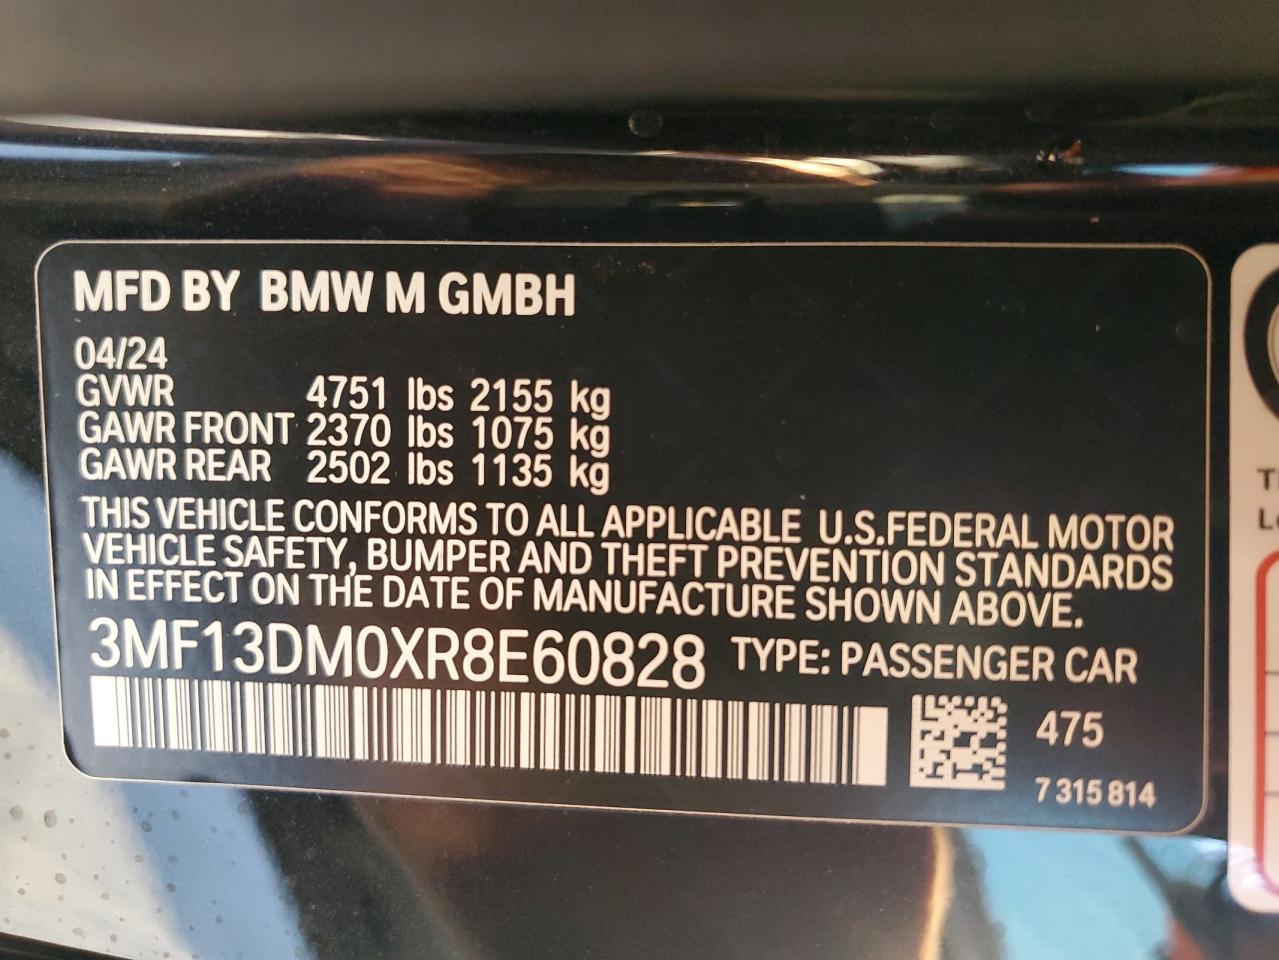 MFD BY BMW M GMBH
04/24
GVWR 4751 lbs 2155 kg
GAWR FRONT 2370 lbs 1075 kg
GAWR REAR 2502 lbs 1135 kg
THIS VEHICLE CONFORMS TO ALL APPLICABLE U.S.FEDERAL MOTOR
VEHICLE SAFETY, BUMPER AND THEFT PREVENTION STANDARDS
IN EFFECT ON THE DATE OF MANUFACTURE SHOWN ABOVE.
3MF13DM0XR8E60828 TYPE: PASSENGER CAR
475
7 315 814